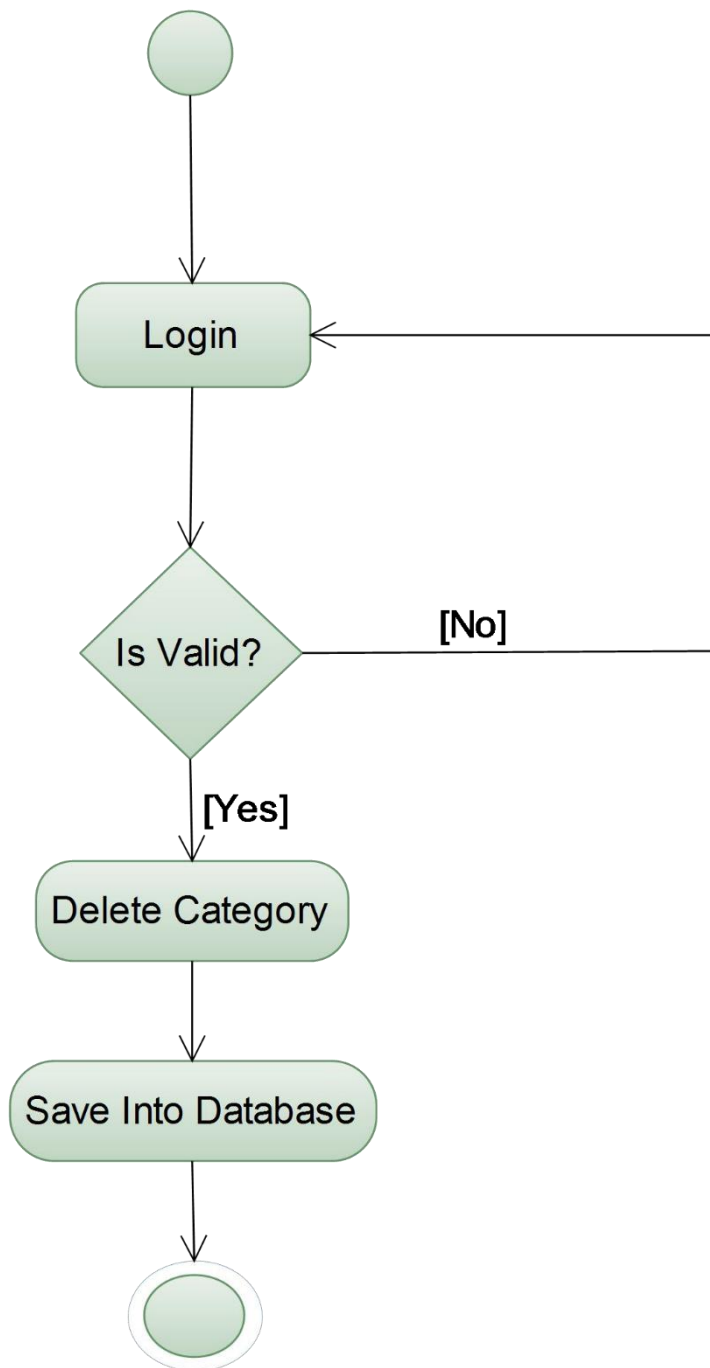 Login
Is Valid?
[No]
[Yes]
Delete Category
Save Into Database